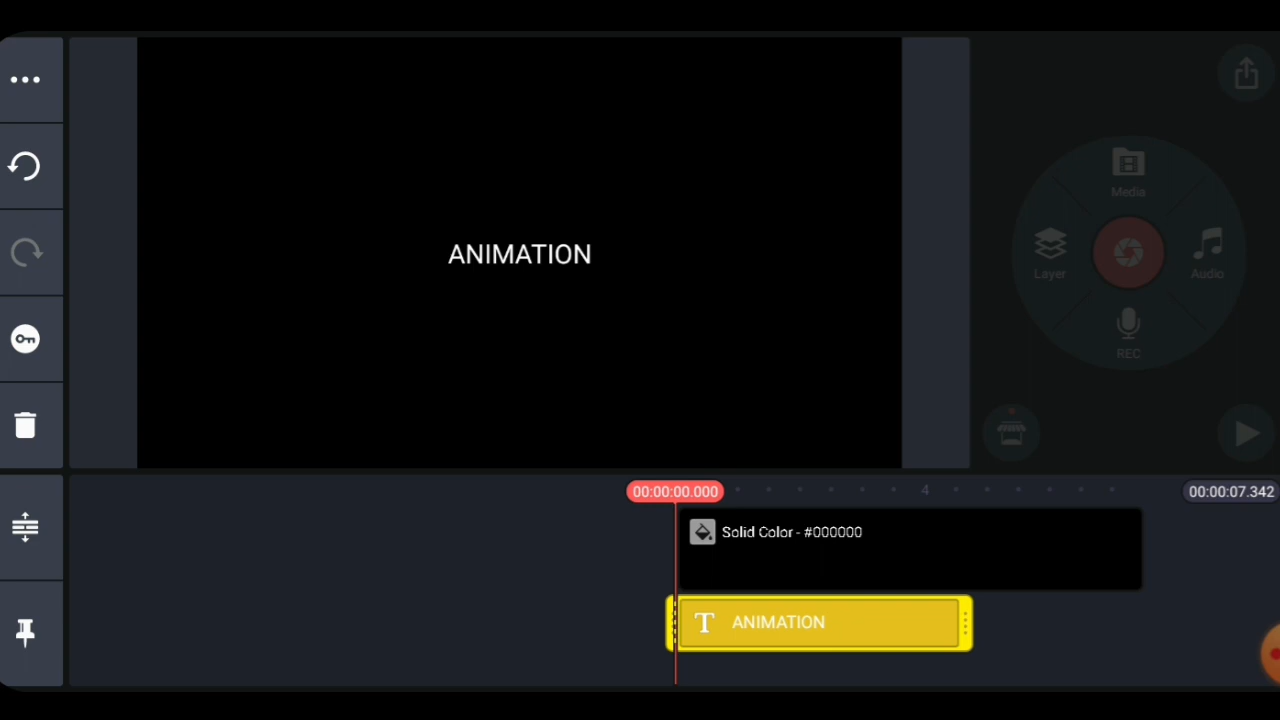 Media
Layer
Audio
REC
ANIMATION
00:00:00.000
4
00:00:07.342
Solid Color - #000000
T ANIMATION